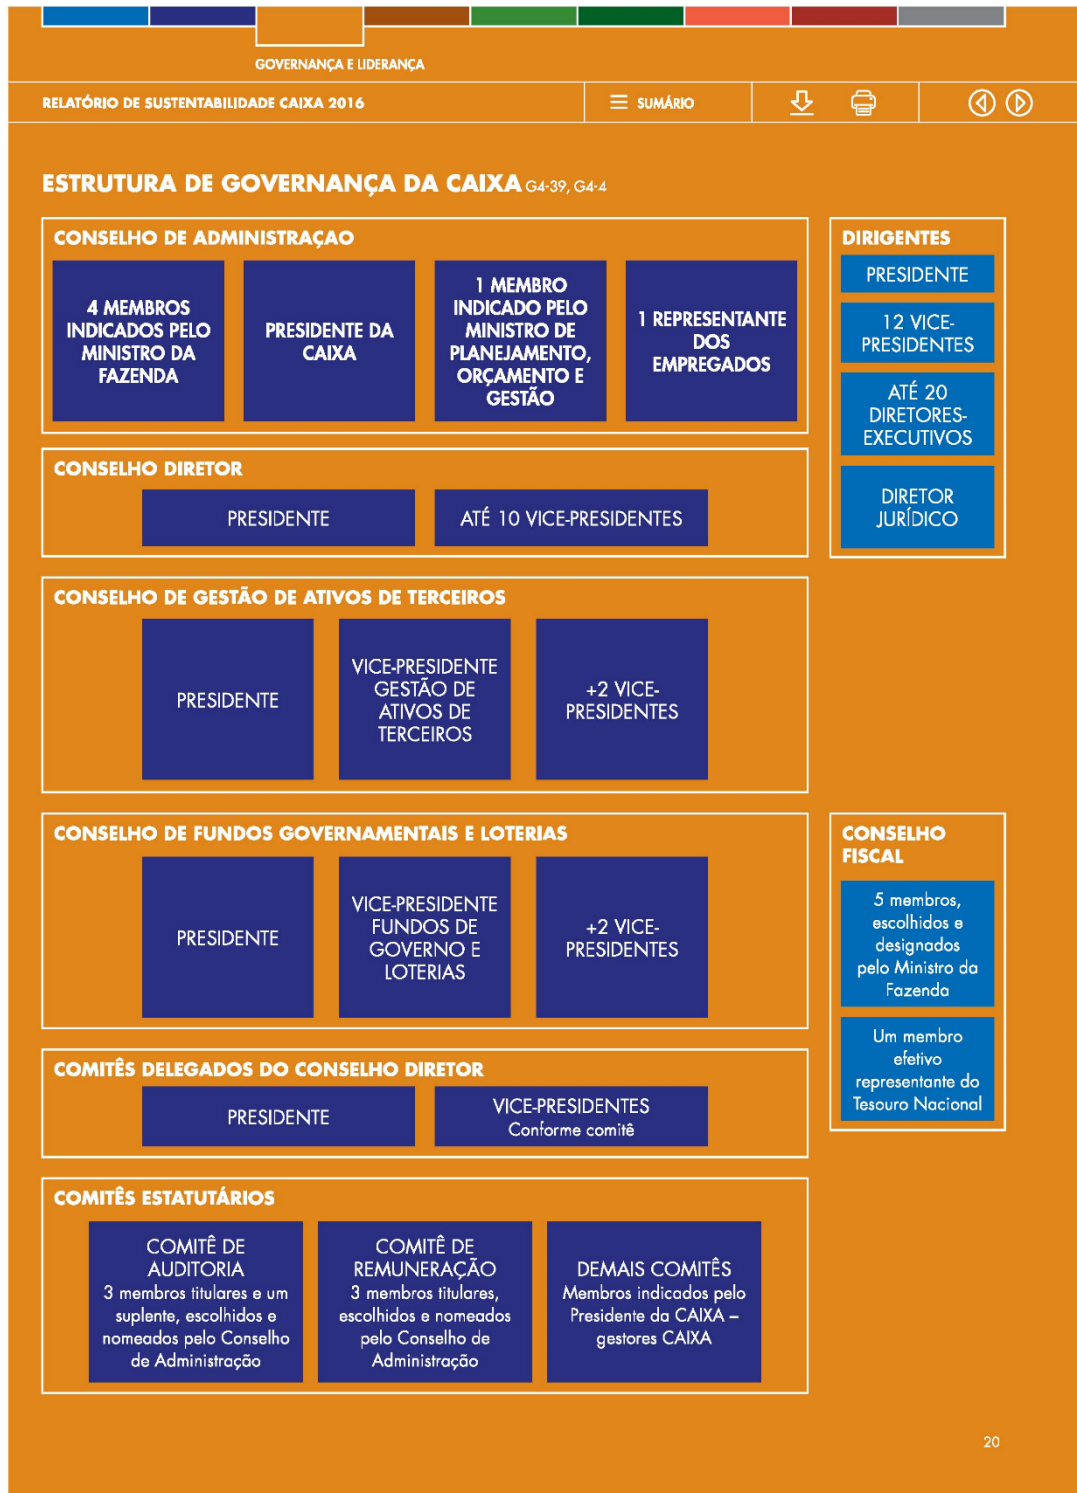 GOVERNANÇA E LIDERANÇA
RELATÓRIO DE SUSTENTABILIDADE CAIXA 2016
SUMÁRIO
ESTRUTURA DE GOVERNANÇA DA CAIXA G4-39, G4-4
CONSELHO DE ADMINISTRAÇAO
4 MEMBROS
INDICADOS PELO
MINISTRO DA
FAZENDA
PRESIDENTE DA
CAIXA
1 MEMBRO
INDICADO PELO
MINISTRO DE
PLANEJAMENTO,
ORÇAMENTO E
GESTÃO
1 REPRESENTANTE
DOS
EMPREGADOS
DIRIGENTES
PRESIDENTE
12 VICE-
PRESIDENTES
ATÉ 20
DIRETORES-
EXECUTIVOS
DIRETOR
JURÍDICO
CONSELHO DIRETOR
PRESIDENTE
ATÉ 10 VICE-PRESIDENTES
CONSELHO DE GESTÃO DE ATIVOS DE TERCEIROS
PRESIDENTE
VICE-PRESIDENTE
GESTÃO DE
ATIVOS DE
TERCEIROS
+2 VICE-
PRESIDENTES
CONSELHO DE FUNDOS GOVERNAMENTAIS E LOTERIAS
PRESIDENTE
VICE-PRESIDENTE
FUNDOS DE
GOVERNO E
LOTERIAS
+2 VICE-
PRESIDENTES
CONSELHO
FISCAL
5 membros,
escolhidos e
designados
pelo Ministro da
Fazenda
Um membro
efetivo
representante do
Tesouro Nacional
COMITÊS DELEGADOS DO CONSELHO DIRETOR
PRESIDENTE
VICE-PRESIDENTES
Conforme comitê
COMITÊS ESTATUTÁRIOS
COMITÊ DE
AUDITORIA
3 membros titulares e um
suplente, escolhidos e
nomeados pelo Conselho
de Administração
COMITÊ DE
REMUNERAÇÃO
3 membros titulares,
escolhidos e nomeados
pelo Conselho de
Administração
DEMAIS COMITÊS
Membros indicados pelo
Presidente da CAIXA –
gestores CAIXA
20